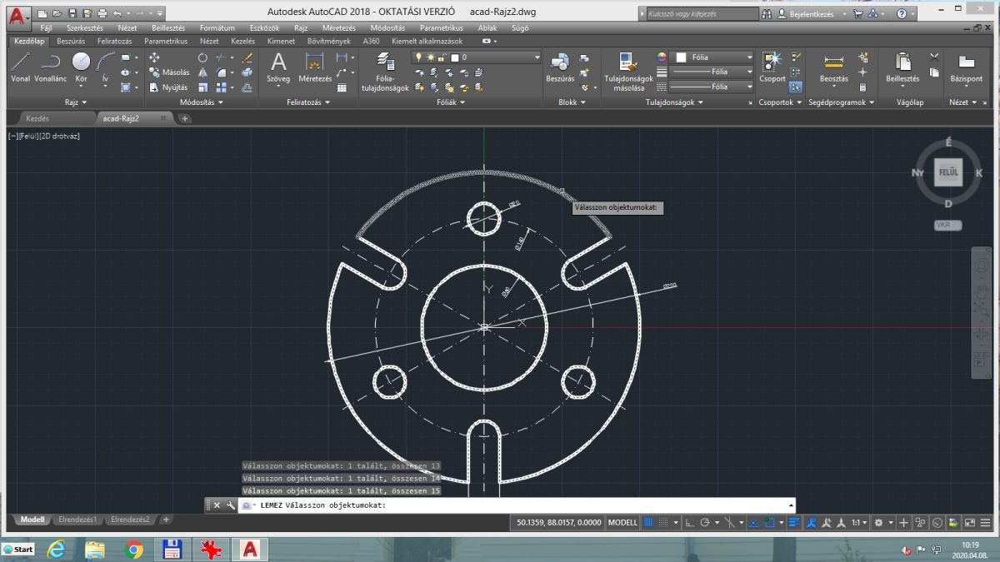 Autodesk AutoCAD 2018 - OKTATÁSI VERZIÓ acad-Rajz2.dwg
Kulcsszó vagy kifejezés
Bejelentkezés
Fájl Szerkesztés Nézet Beillesztés Formátum Eszközök Rajz Méretezés Módosítás Parametrikus Ablak Súgó
Kezdőlap Beszúrás Feliratozás Parametrikus Nézet Kezelés Kimenet Bővítmények A360 Kiemelt alkalmazások
Vonal Vonallánc Kör Ív
Másolás
Nyújtás
Szöveg Méretezés
Fólia-
tulajdonságok
0
Beszúrás
Tulajdonságok
másolása
Fólia
Fólia
Fólia
Csoport
Beosztás
Beillesztés
Bázispont
Rajz Módosítás Feliratozás Fóliák Blokk Tulajdonságok Csoportok Segédprogramok Vágólap Nézet
Kezdés acad-Rajz2
[−][Felül][2D drótváz]
É
Ny FELÜL K
D
VKR
Válasszon objektumokat:
Ø20
Ø140
Ø200
Y
X
Válasszon objektumokat: 1 talált, összesen 13
Válasszon objektumokat: 1 talált, összesen 14
Válasszon objektumokat: 1 talált, összesen 15
LEMEZ Válasszon objektumokat:
Modell Elrendezés1 Elrendezés2
50.1359, 88.0157, 0.0000 MODELL 1:1
Start
10:19
2020.04.08.